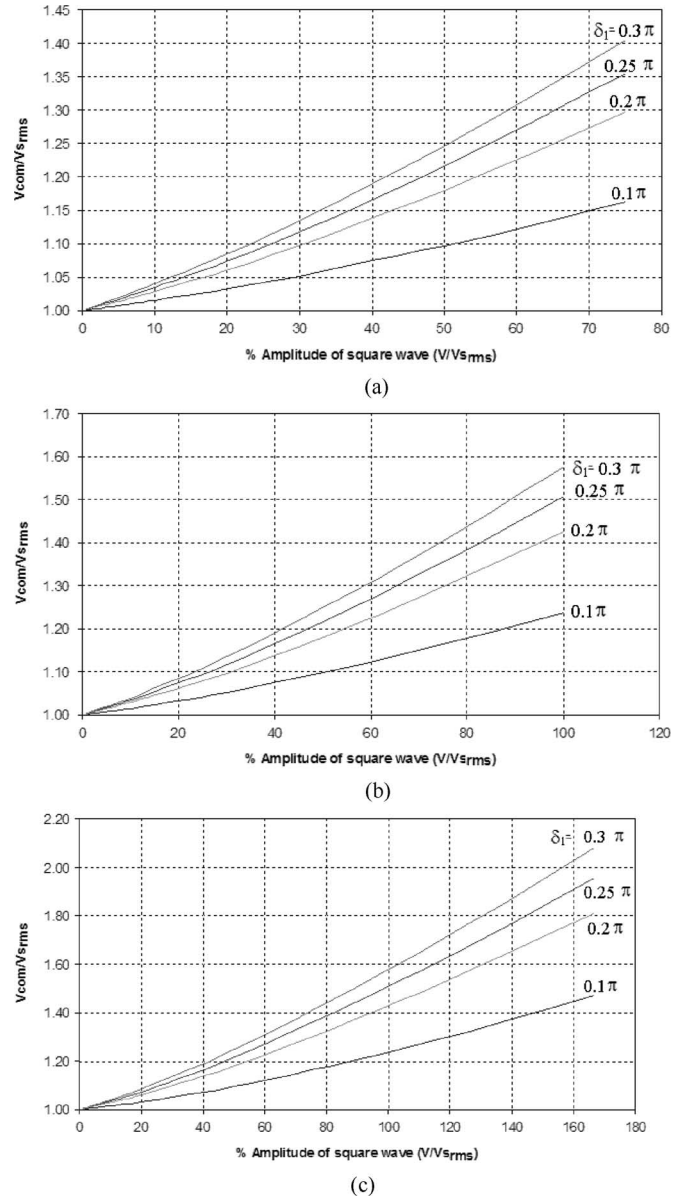 1.45
1.40
1.35
1.30
1.25
1.20
1.15
1.10
1.05
1.00
Vcom/Vsrms
δ1= 0.3 π
0.25 π
0.2 π
0.1 π
0 10 20 30 40 50 60 70 80
% Amplitude of square wave (V/Vsrms)
(a)
1.70
1.60
1.50
1.40
1.30
1.20
1.10
1.00
Vcom/Vsrms
δ1= 0.3 π
0.25 π
0.2 π
0.1π
0 20 40 60 80 100 120
% Amplitude of square wave (V/Vsrms)
(b)
2.20
2.00
1.80
1.60
1.40
1.20
1.00
Vcom/Vsrms
δ1= 0.3 π
0.25 π
0.2 π
0.1π
0 20 40 60 80 100 120 140 160 180
% Amplitude of square wave (V/Vsrms)
(c)